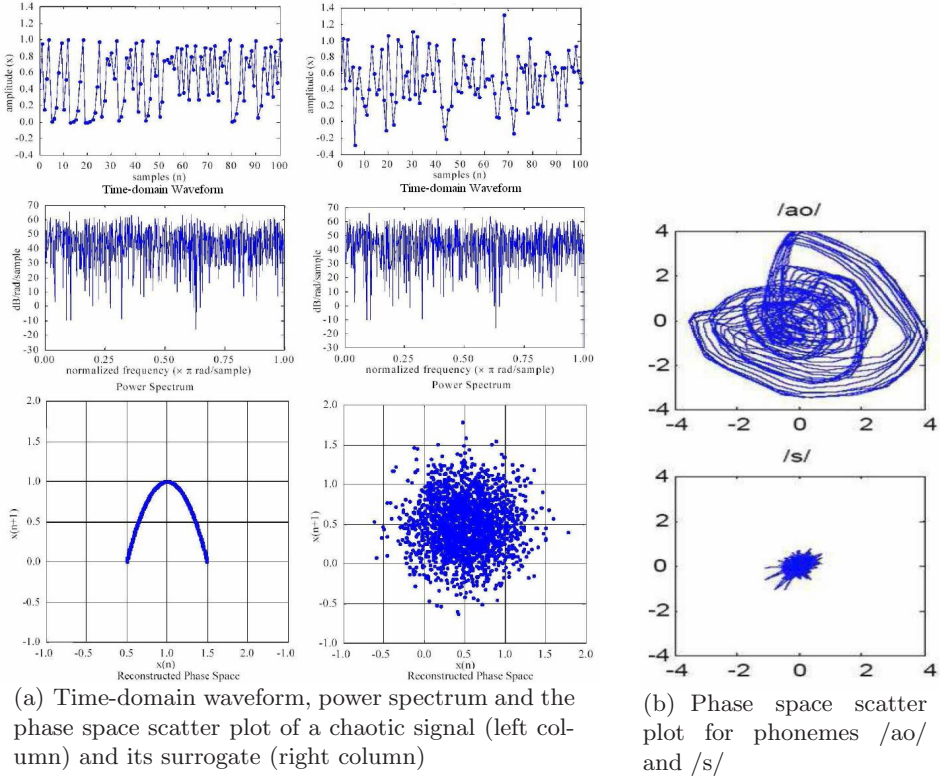 1.4
1.2
1.0
0.8
0.6
0.4
0.2
0.0
-0.2
-0.4
amplitude (x)
0 10 20 30 40 50 60 70 80 90 100
samples (n)
Time-domain Waveform
1.4
1.2
1.0
0.8
0.6
0.4
0.2
0.0
-0.2
-0.4
amplitude (x)
0 10 20 30 40 50 60 70 80 90 100
samples (n)
Time-domain Waveform
70
60
50
40
30
20
10
0
-10
-20
-30
dB/rad/sample
0.00 0.25 0.50 0.75 1.00
normalized frequency (× π rad/sample)
Power Spectrum
70
60
50
40
30
20
10
0
-10
-20
-30
dB/rad/sample
0.00 0.25 0.50 0.75 1.00
normalized frequency (× π rad/sample)
Power Spectrum
2.0
1.5
1.0
0.5
0.0
-0.5
-1.0
x(n+1)
-1.0 -0.5 0.0 0.5 1.0 1.5 -1.0
x(n)
Reconstructed Phase Space
2.0
1.5
1.0
0.5
0.0
-0.5
-1.0
x(n+1)
-1.0 -0.5 0.0 0.5 1.0 1.5 2.0
x(n)
Reconstructed Phase Space
(a) Time-domain waveform, power spectrum and the
phase space scatter plot of a chaotic signal (left col-
umn) and its surrogate (right column)
/ao/
4
2
0
-2
-4
-4 -2 0 2 4
/s/
4
2
0
-2
-4
-4 -2 0 2 4
(b) Phase space scatter
plot for phonemes /ao/
and /s/